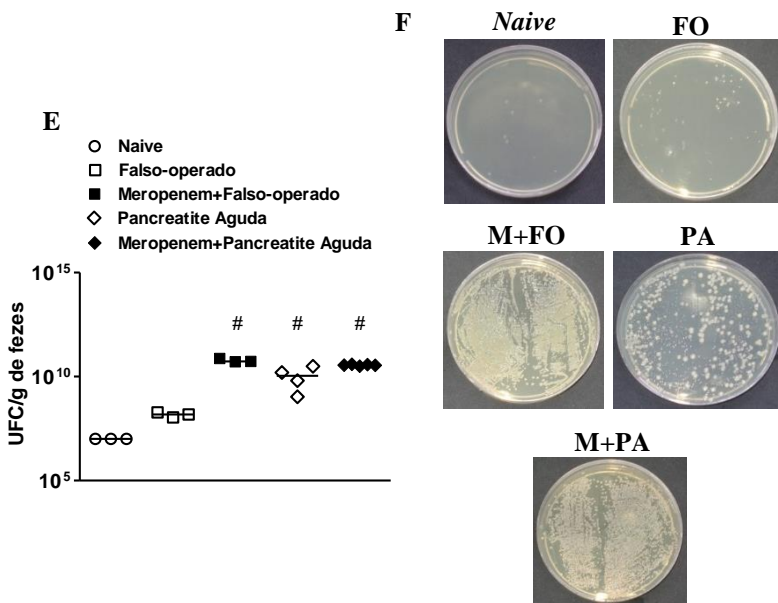 E
Naive
Falso-operado
Meropenem+Falso-operado
Pancreatite Aguda
Meropenem+Pancreatite Aguda
UFC/g de fezes
10^15
10^10
10^5
# # #
F
Naive FO
M+FO PA
M+PA